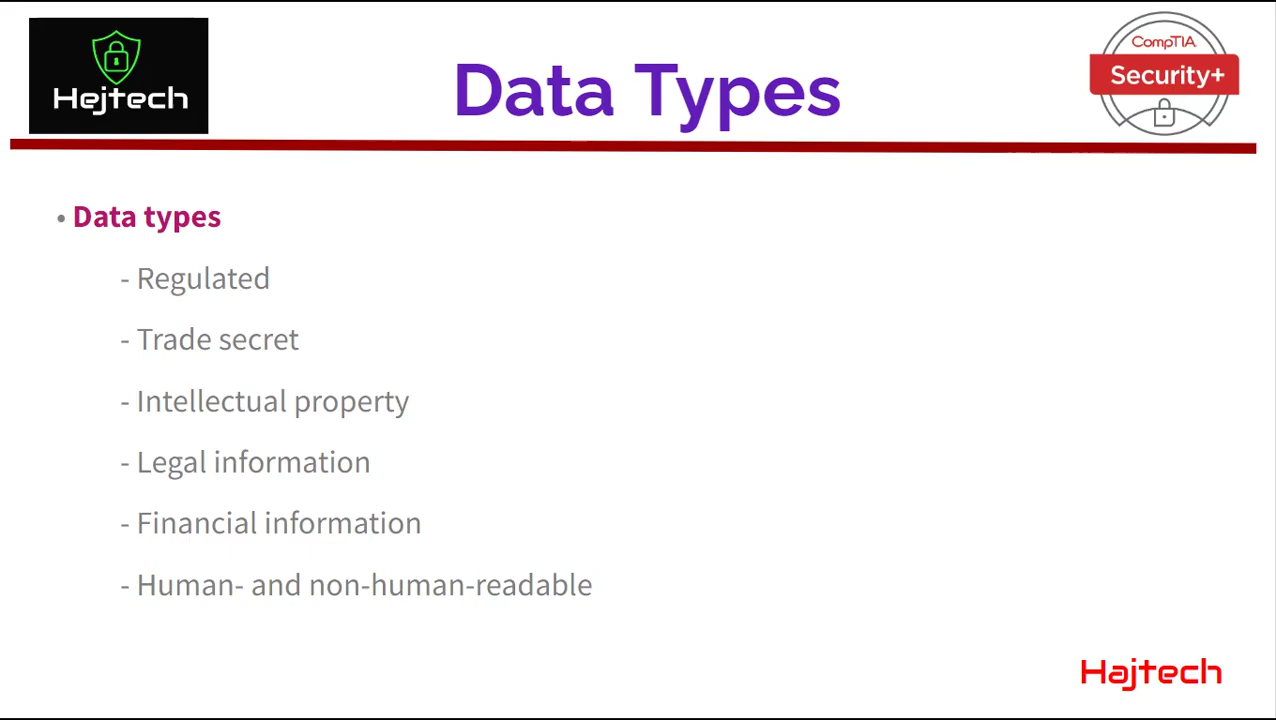 Hejtech
Data Types
CompTIA
Security+
• Data types
- Regulated
- Trade secret
- Intellectual property
- Legal information
- Financial information
- Human- and non-human-readable
Hajtech